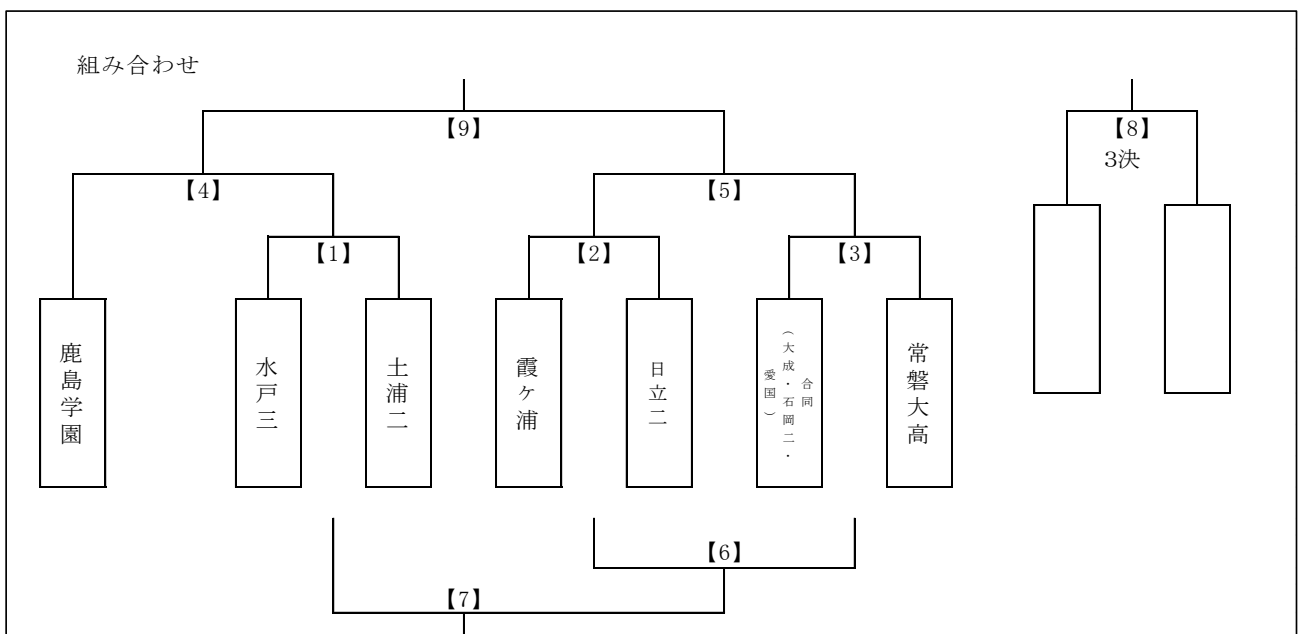 組み合わせ
【9】
【8】
3決
【4】
【5】
【1】
【2】
【3】
鹿島学園
水戸三
土浦二
霞ヶ浦
日立二
合同
(大成・石岡二・
愛国)
常磐大高
【6】
【7】